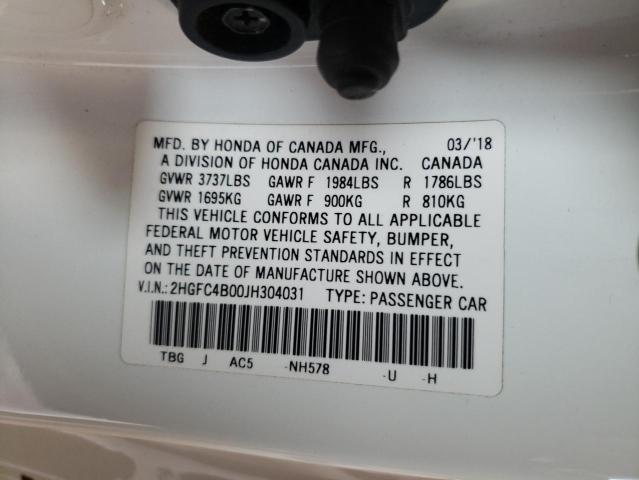 MFD. BY HONDA OF CANADA MFG., 03/'18
A DIVISION OF HONDA CANADA INC. CANADA
GVWR 3737LBS GAWR F 1984LBS R 1786LBS
GVWR 1695KG GAWR F 900KG R 810KG
THIS VEHICLE CONFORMS TO ALL APPLICABLE
FEDERAL MOTOR VEHICLE SAFETY, BUMPER,
AND THEFT PREVENTION STANDARDS IN EFFECT
ON THE DATE OF MANUFACTURE SHOWN ABOVE.
V.I.N.: 2HGFC4B00JH304031 TYPE: PASSENGER CAR
TBG J AC5 -NH578 -U -H